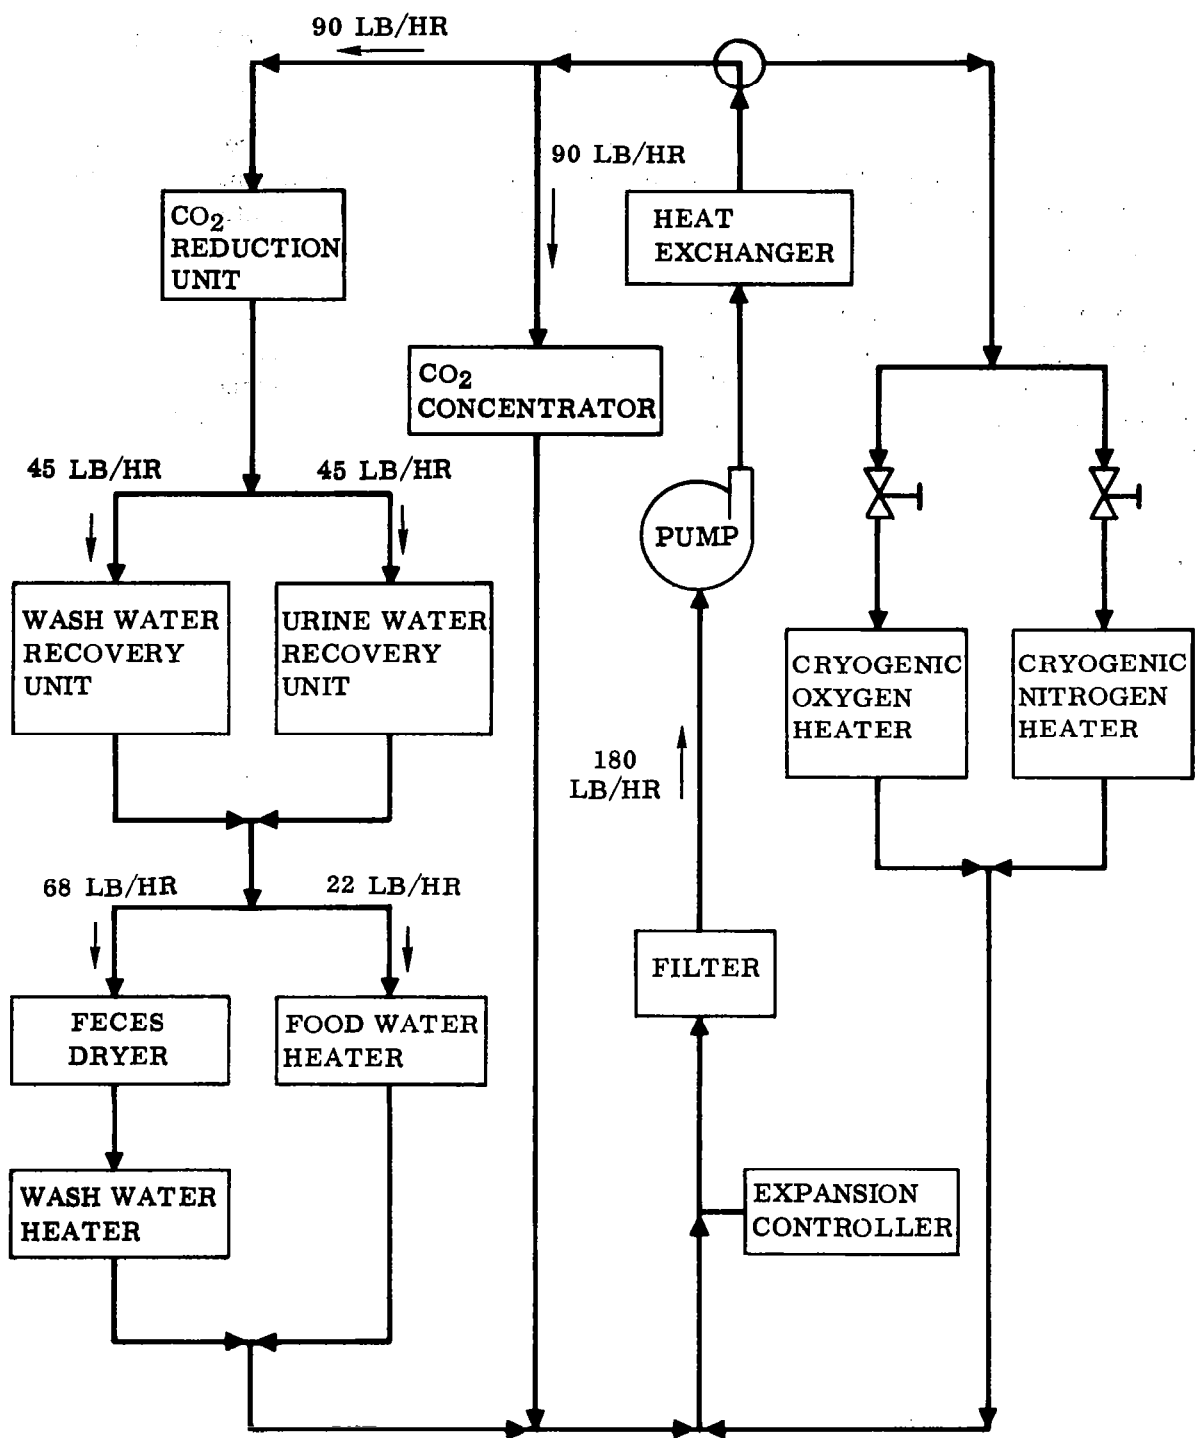 90 LB/HR
90 LB/HR
CO2
REDUCTION
UNIT
HEAT
EXCHANGER
CO2
CONCENTRATOR
45 LB/HR
45 LB/HR
PUMP
WASH WATER
RECOVERY
UNIT
URINE WATER
RECOVERY
UNIT
CRYOGENIC
OXYGEN
HEATER
CRYOGENIC
NITROGEN
HEATER
180
LB/HR
68 LB/HR
22 LB/HR
FILTER
FECES
DRYER
FOOD WATER
HEATER
WASH WATER
HEATER
EXPANSION
CONTROLLER